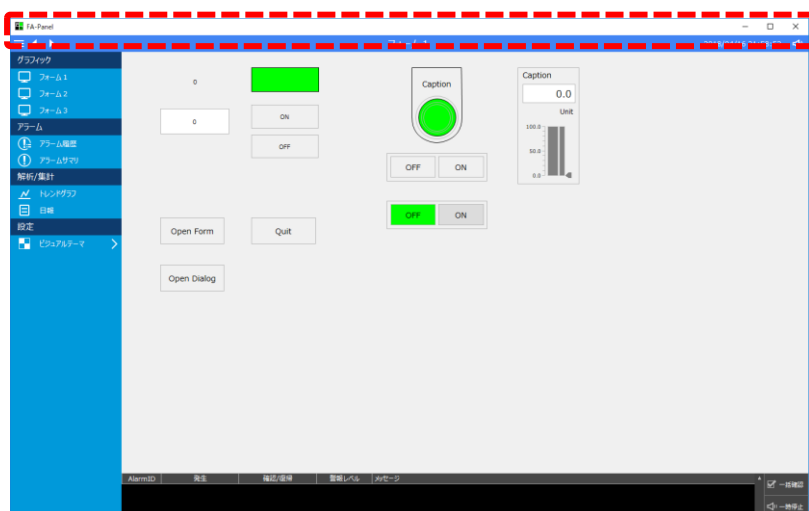 FA-Panel
グラフィック
フォーム 1
フォーム 2
フォーム 3
アラーム
アラーム履歴
アラームサマリ
解析/集計
トレンドグラフ
日報
設定
ビジュアルテーマ
0
0
ON
OFF
Caption
OFF ON
OFF ON
Caption
0.0
Unit
100.0
50.0
0.0
Open Form
Quit
Open Dialog
AlarmID 発生 確認/復帰 警報レベル メッセージ
一括確認
一時停止